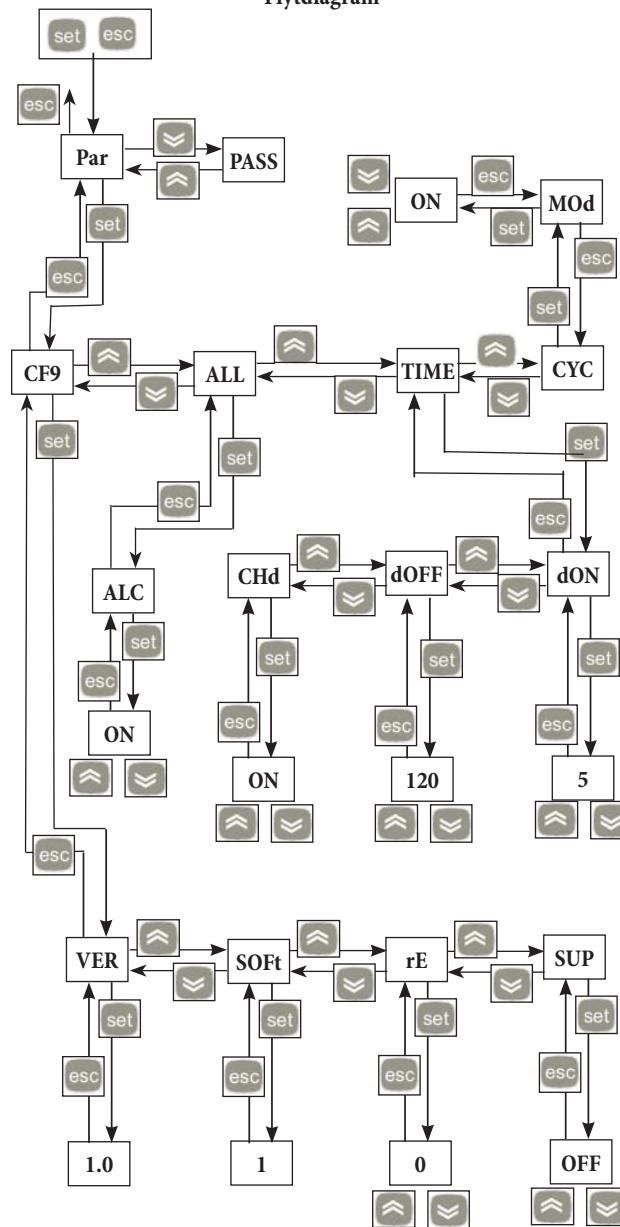 Flytdiagram
set esc
esc
Par PASS
set
esc
ON esc MOd
set
esc
set
CF9 ALL TIME CYC
set
set
esc
set
esc
ALC CHd dOFF dON
set
esc
set set set
esc esc esc
ON
ON 120 5
esc
VER SOFt rE SUP
set set set set
esc esc esc esc
1.0 1 0 OFF